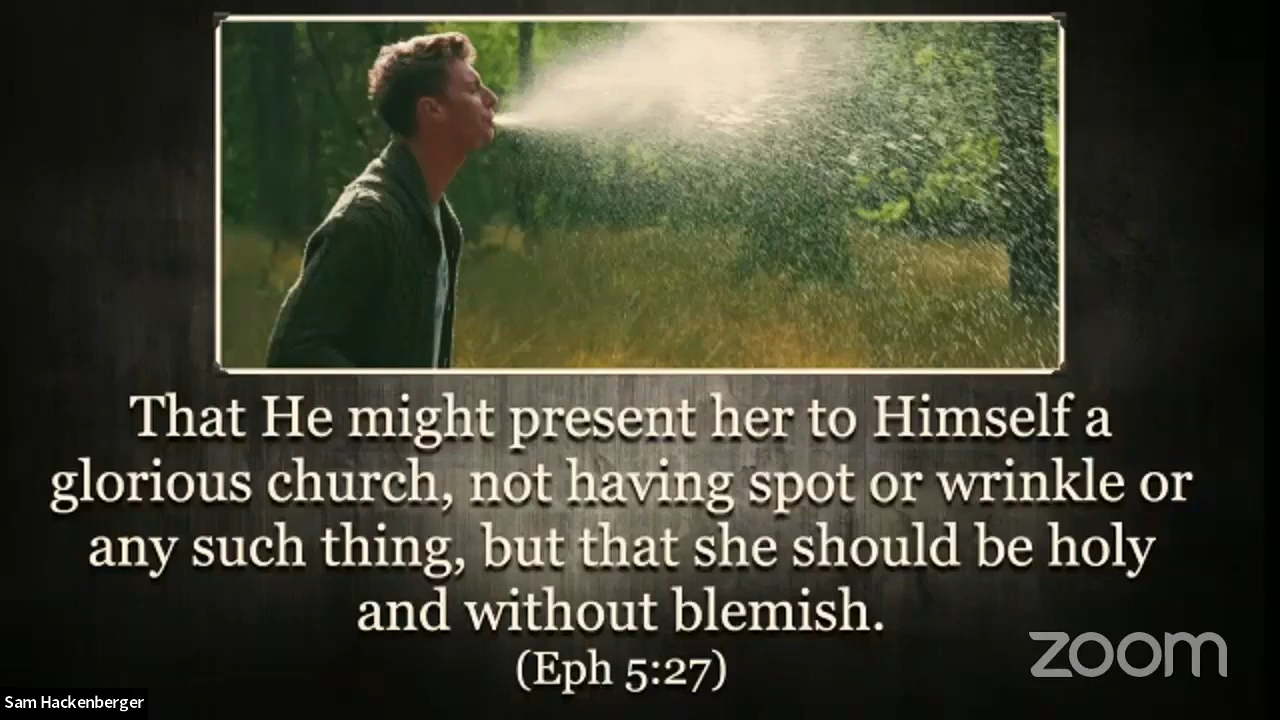 That He might present her to Himself a
glorious church, not having spot or wrinkle or
any such thing, but that she should be holy
and without blemish.
(Eph 5:27)
zoom
Sam Hackenberger